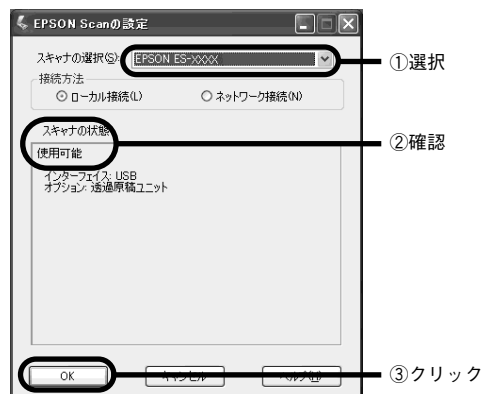 EPSON Scanの設定
スキャナの選択(S): EPSON ES-XXXX
①選択
接続方法
ローカル接続(L) ネットワーク接続(N)
スキャナの状態
②確認
使用可能
インターフェイス: USB
オプション: 透過原稿ユニット
OK キャンセル ヘルプ(H)
③クリック